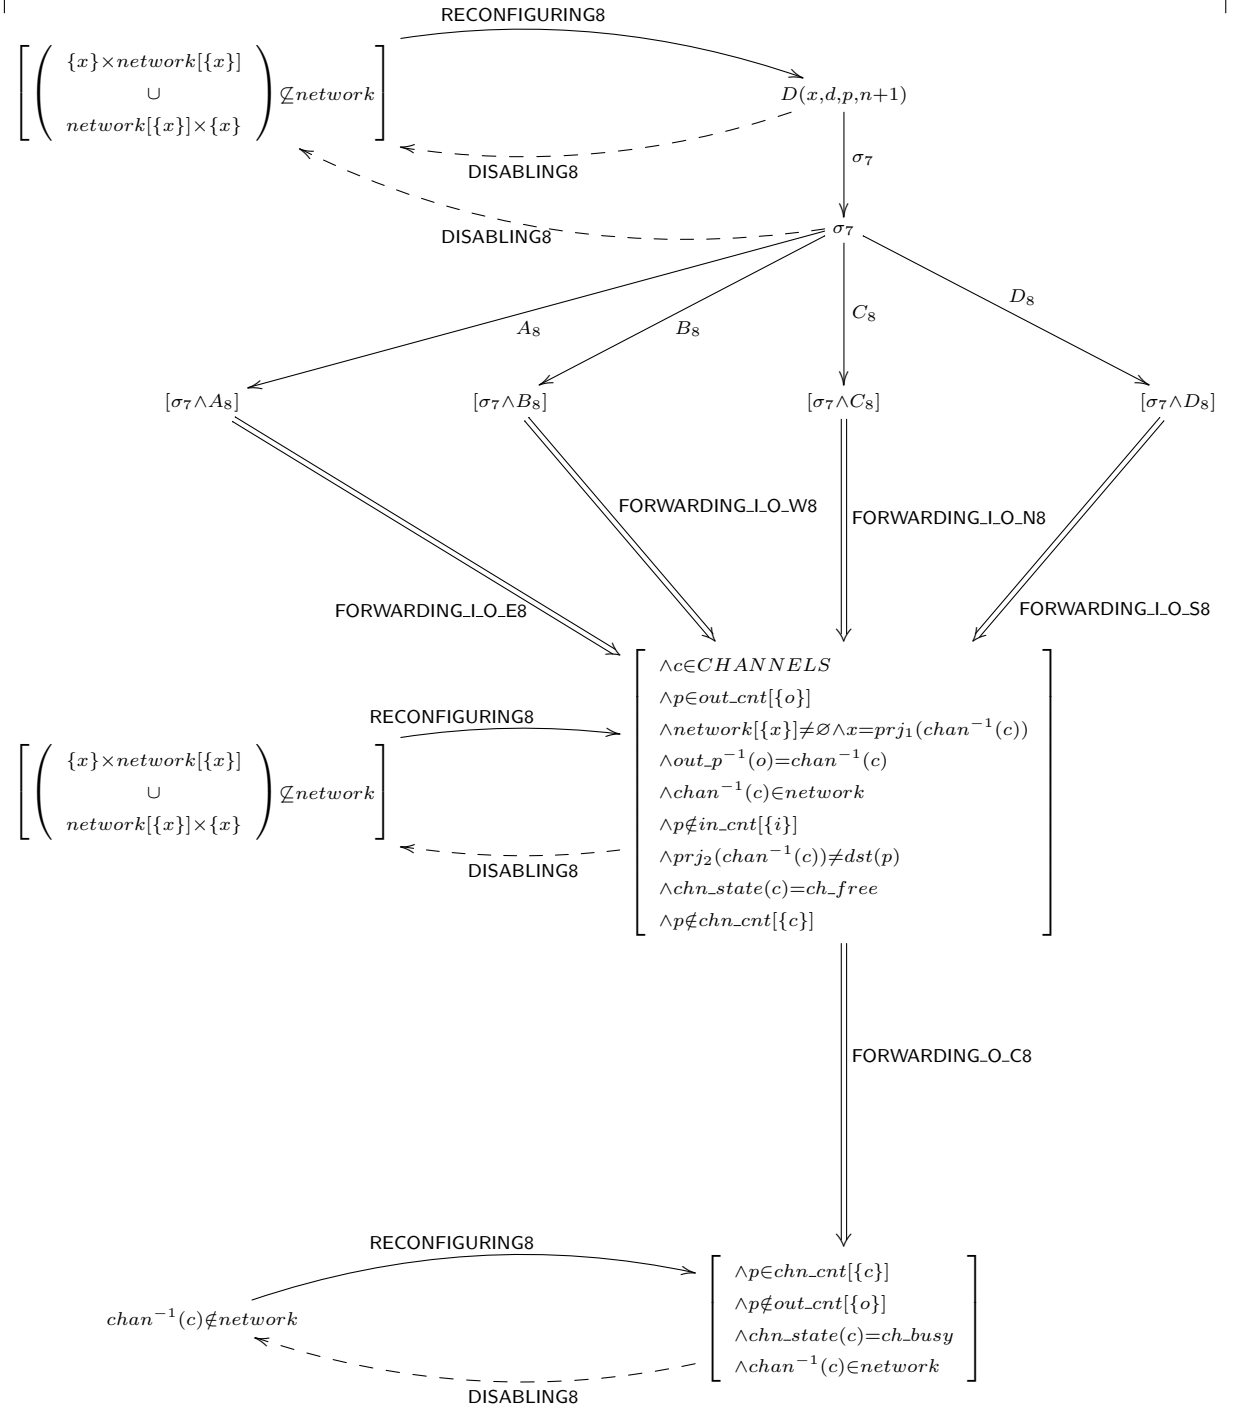 RECONFIGURING8
{x}×network[{x}]
∪
network[{x}]×{x}
⊈network
D(x,d,p,n+1)
DISABLING8
σ₇
DISABLING8
σ₇
A₈
B₈
C₈
D₈
[σ₇∧A₈]
[σ₇∧B₈]
[σ₇∧C₈]
[σ₇∧D₈]
FORWARDING_I_O_W8
FORWARDING_I_O_N8
FORWARDING_I_O_E8
FORWARDING_I_O_S8
∧c∈CHANNELS
∧p∈out_cnt[{o}]
∧network[{x}]≠∅∧x=prj₁(chan⁻¹(c))
∧out_p⁻¹(o)=chan⁻¹(c)
∧chan⁻¹(c)∈network
∧p∉in_cnt[{i}]
∧prj₂(chan⁻¹(c))≠dst(p)
∧chn_state(c)=ch_free
∧p∉chn_cnt[{c}]
RECONFIGURING8
{x}×network[{x}]
∪
network[{x}]×{x}
⊈network
DISABLING8
FORWARDING_O_C8
RECONFIGURING8
chan⁻¹(c)∉network
∧p∈chn_cnt[{c}]
∧p∉out_cnt[{o}]
∧chn_state(c)=ch_busy
∧chan⁻¹(c)∈network
DISABLING8